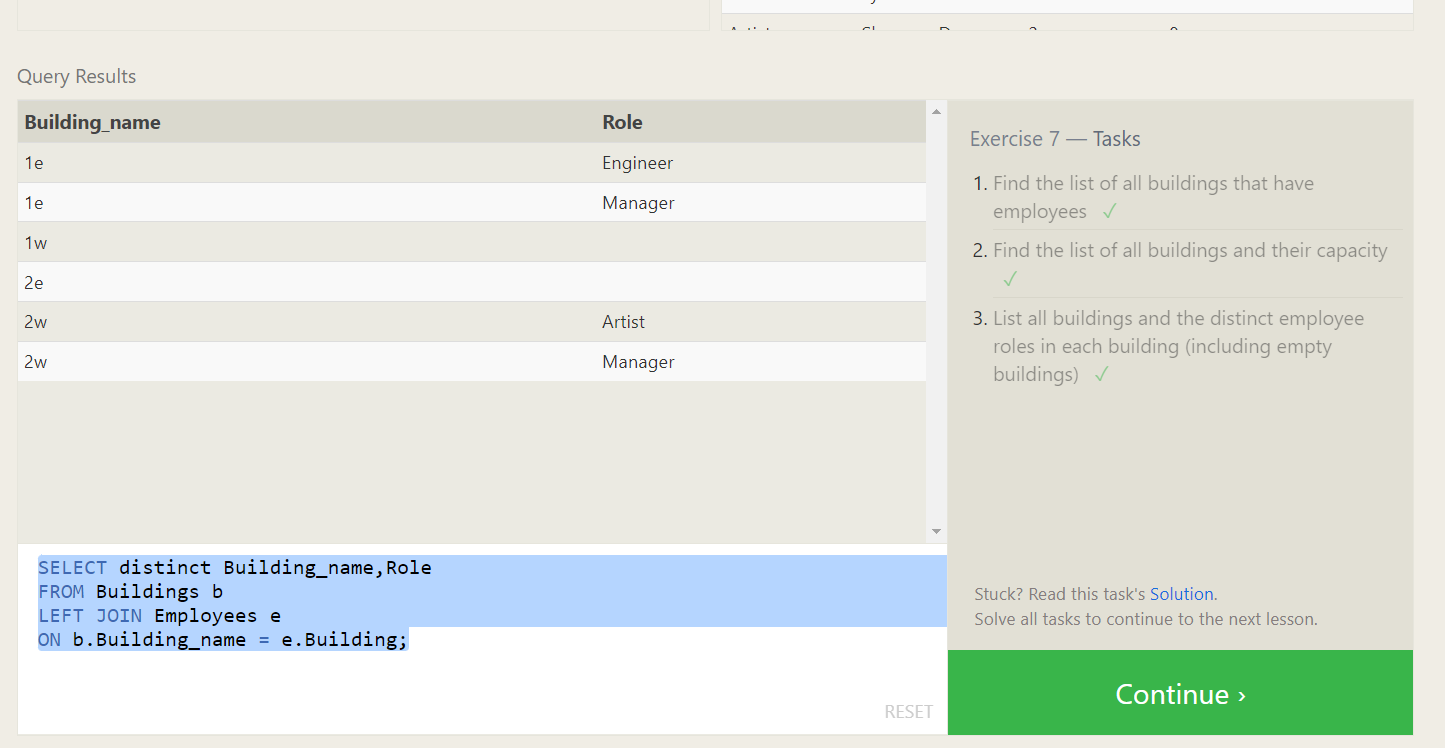 Query Results
Building_name Role
1e Engineer
1e Manager
1w
2e
2w Artist
2w Manager
SELECT distinct Building_name,Role
FROM Buildings b
LEFT JOIN Employees e
ON b.Building_name = e.Building;
RESET
Exercise 7 — Tasks
1. Find the list of all buildings that have
employees ✓
2. Find the list of all buildings and their capacity
✓
3. List all buildings and the distinct employee
roles in each building (including empty
buildings) ✓
Stuck? Read this task's Solution.
Solve all tasks to continue to the next lesson.
Continue ›